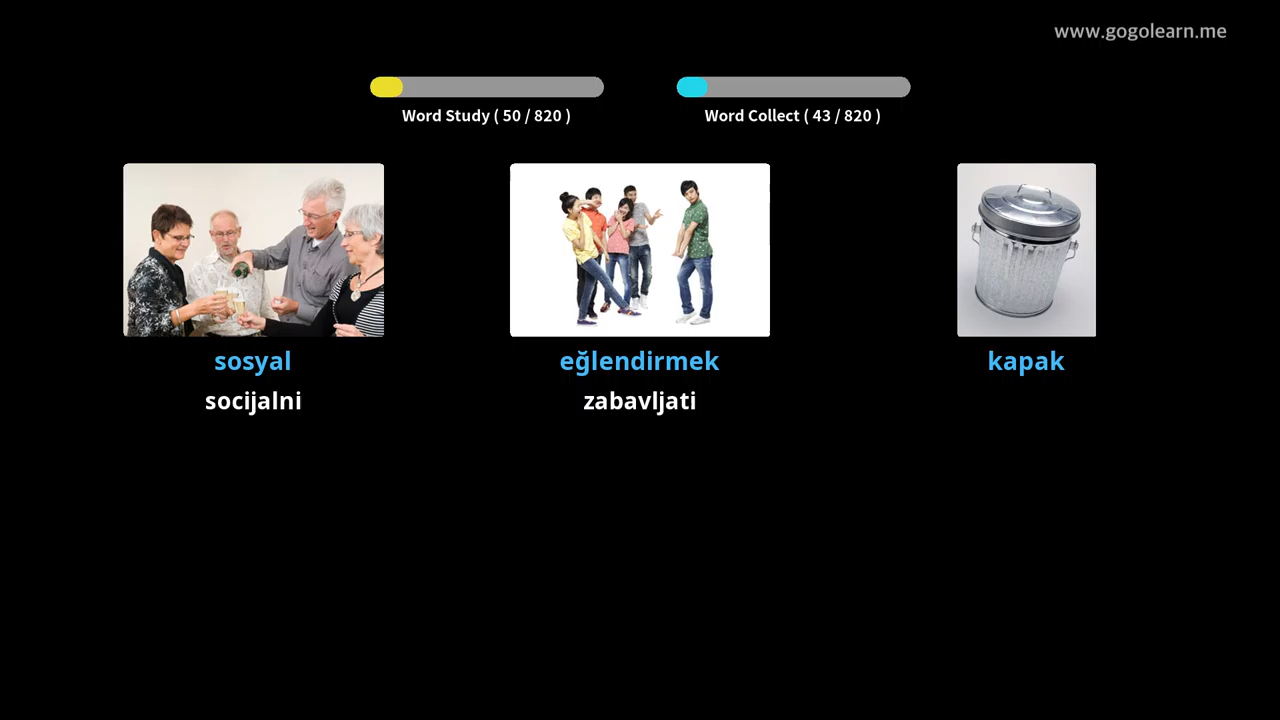 www.gogolearn.me
Word Study ( 50 / 820 )
Word Collect ( 43 / 820 )
sosyal
eğlendirmek
kapak
socijalni
zabavljati